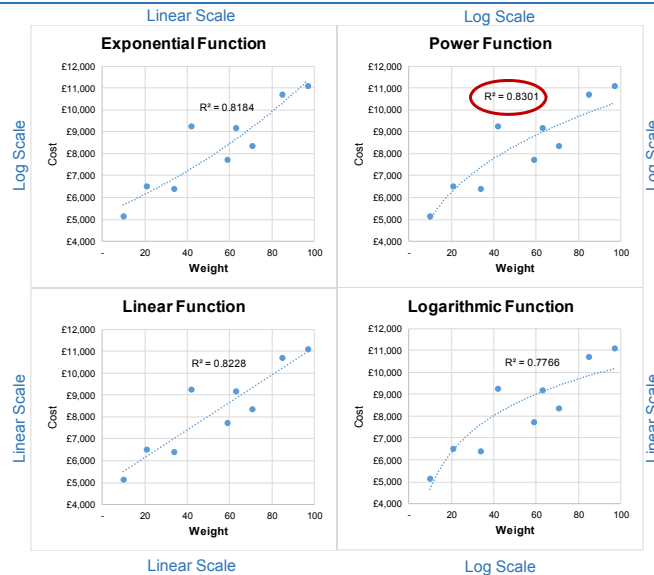 Linear Scale
Log Scale
Exponential Function
Power Function
£12,000
£11,000
£10,000
£9,000
£8,000
£7,000
£6,000
£5,000
£4,000
Cost
R² = 0.8184
-
20
40
60
80
100
Weight
Log Scale
£12,000
£11,000
£10,000
£9,000
£8,000
£7,000
£6,000
£5,000
£4,000
Cost
R² = 0.8301
-
20
40
60
80
100
Weight
Log Scale
Linear Function
Logarithmic Function
£12,000
£11,000
£10,000
£9,000
£8,000
£7,000
£6,000
£5,000
£4,000
Cost
R² = 0.8228
-
20
40
60
80
100
Weight
Linear Scale
£12,000
£11,000
£10,000
£9,000
£8,000
£7,000
£6,000
£5,000
£4,000
Cost
R² = 0.7766
-
20
40
60
80
100
Weight
Linear Scale
Linear Scale
Log Scale